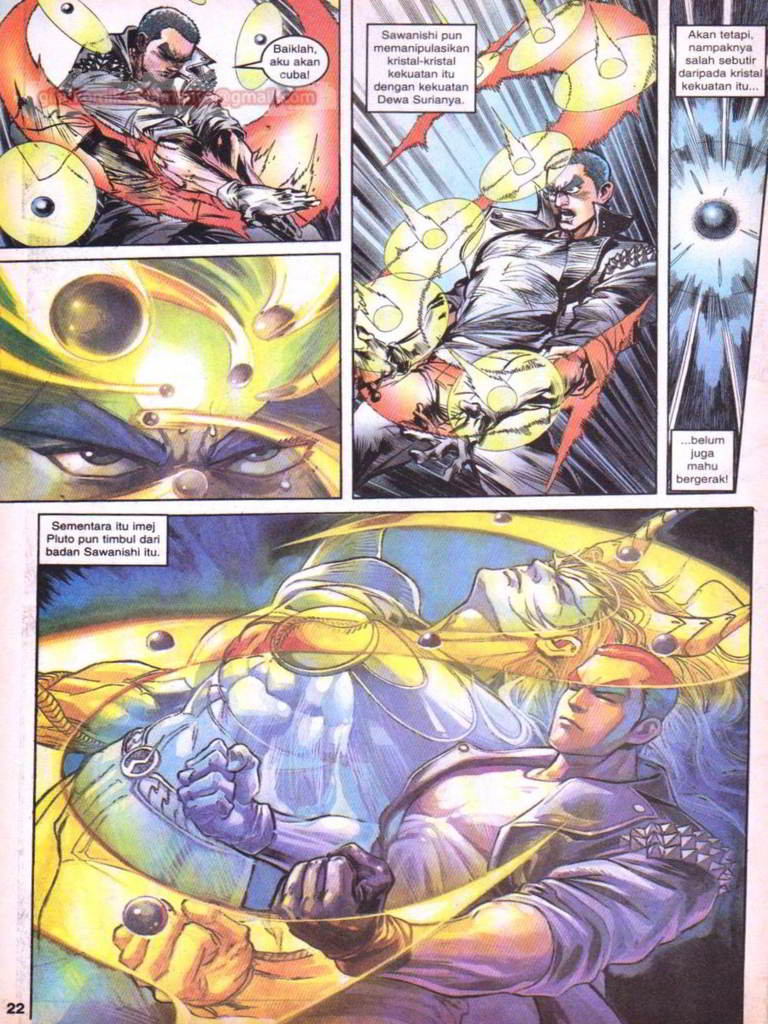 Baiklah,
aku akan
cuba!
Sawanishi pun
memanipulasikan
kristal-kristal
kekuatan itu
dengan kekuatan
Dewa Surianya.
Akan tetapi,
nampaknya
salah sebutir
daripada kristal
kekuatan itu...
...belum
juga
mahu
bergerak!
Sementara itu imej
Pluto pun timbul dari
badan Sawanishi itu.
22